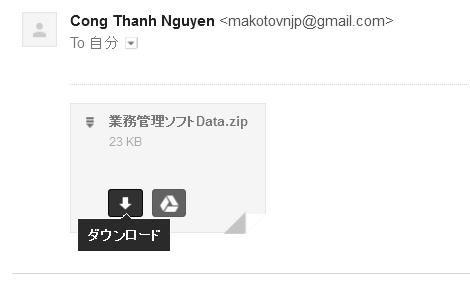 Cong Thanh Nguyen <makotovnjp@gmail.com>
To 自分
業務管理ソフトData.zip
23 KB
ダウンロード